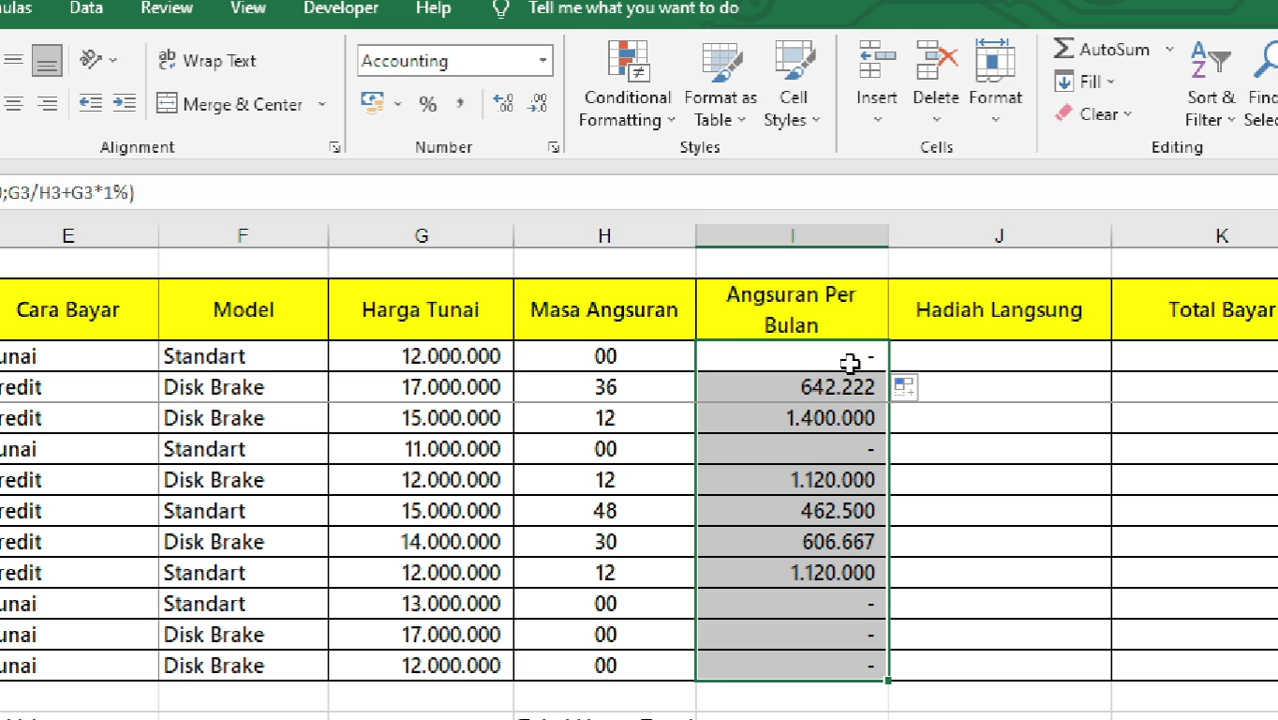 ulas Data Review View Developer Help Tell me what you want to do
Wrap Text Accounting AutoSum
Fill
Merge & Center % Conditional Format as Cell Insert Delete Format Sort & Find
Formatting Table Styles Clear Filter Selec
Alignment Number Styles Cells Editing
;G3/H3+G3*1%)
E F G H I J K
Cara Bayar Model Harga Tunai Masa Angsuran Angsuran Per Bulan Hadiah Langsung Total Bayar
unai Standart 12.000.000 00 -
redit Disk Brake 17.000.000 36 642.222
redit Disk Brake 15.000.000 12 1.400.000
unai Standart 11.000.000 00 -
redit Disk Brake 12.000.000 12 1.120.000
redit Standart 15.000.000 48 462.500
redit Disk Brake 14.000.000 30 606.667
redit Standart 12.000.000 12 1.120.000
unai Standart 13.000.000 00 -
unai Disk Brake 17.000.000 00 -
unai Disk Brake 12.000.000 00 -